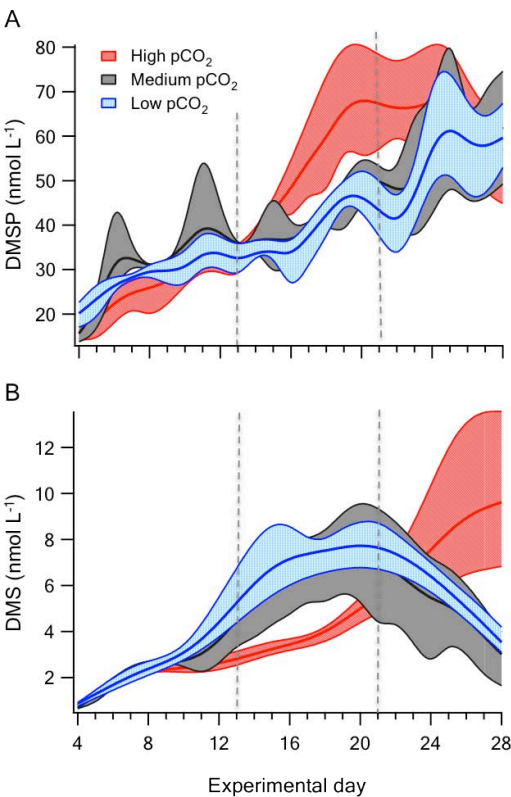 A
80
70
60
50
40
30
20
DMSP (nmol L-1)
High pCO2
Medium pCO2
Low pCO2
B
12
10
8
6
4
2
DMS (nmol L-1)
4 8 12 16 20 24 28
Experimental day